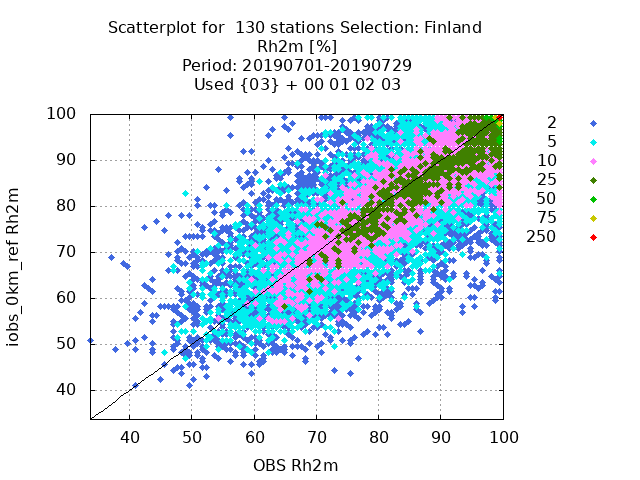 Scatterplot for 130 stations Selection: Finland
Rh2m [%]
Period: 20190701-20190729
Used {03} + 00 01 02 03
100
90
80
70
60
50
40
iobs_0km_ref Rh2m
40 50 60 70 80 90 100
OBS Rh2m
2
5
10
25
50
75
250